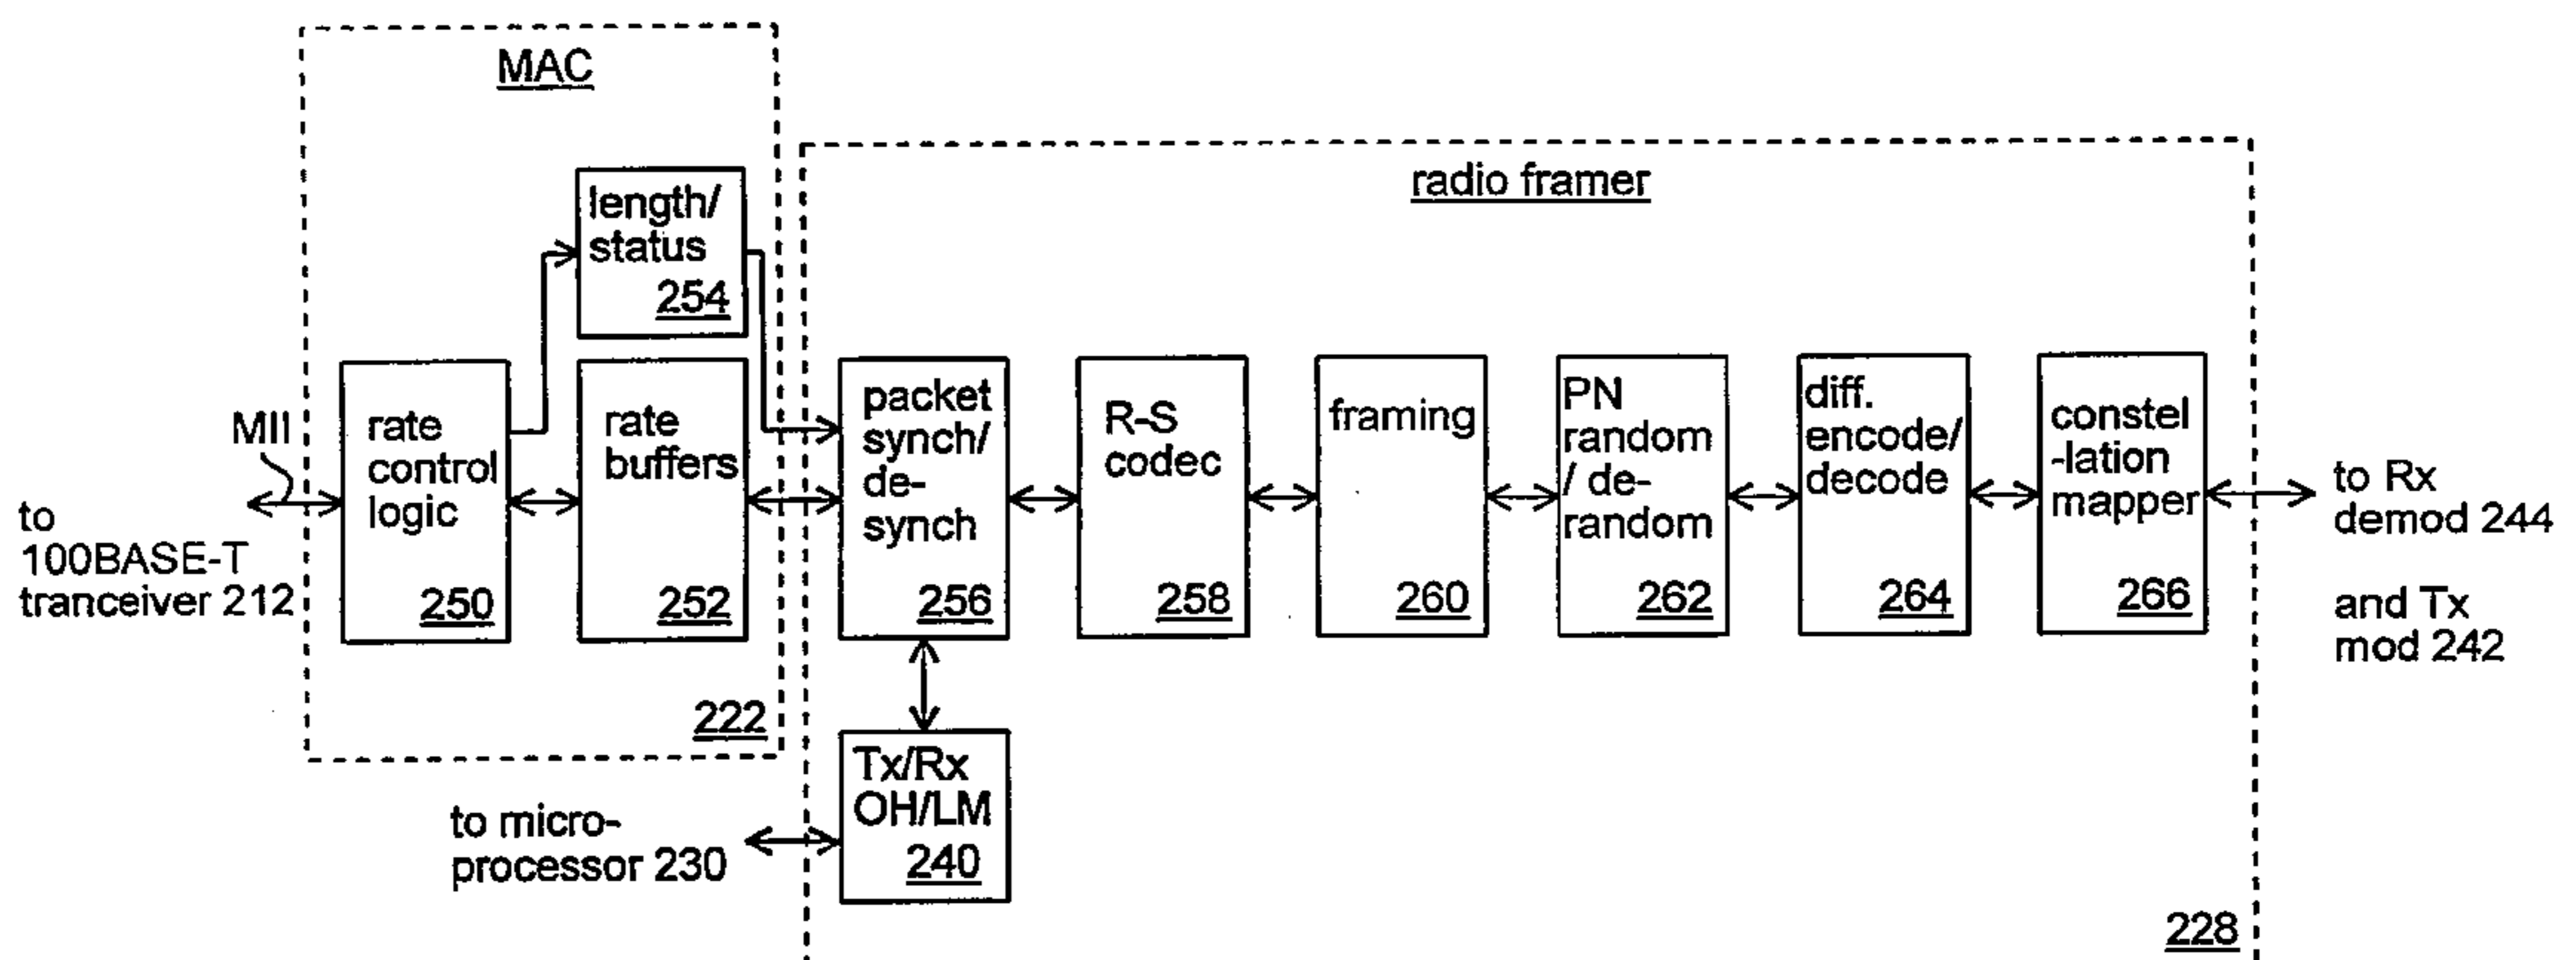 MAC
length/
status
254
MII
to
100BASE-T
tranceiver 212
rate
control
logic
250
rate
buffers
252
222
radio framer
packet
synch/
de-
synch
256
R-S
codec
258
framing
260
PN
random
/ de-
random
262
diff.
encode/
decode
264
constel
-lation
mapper
266
to Rx
demod 244
and Tx
mod 242
Tx/Rx
OH/LM
240
to micro-
processor 230
228